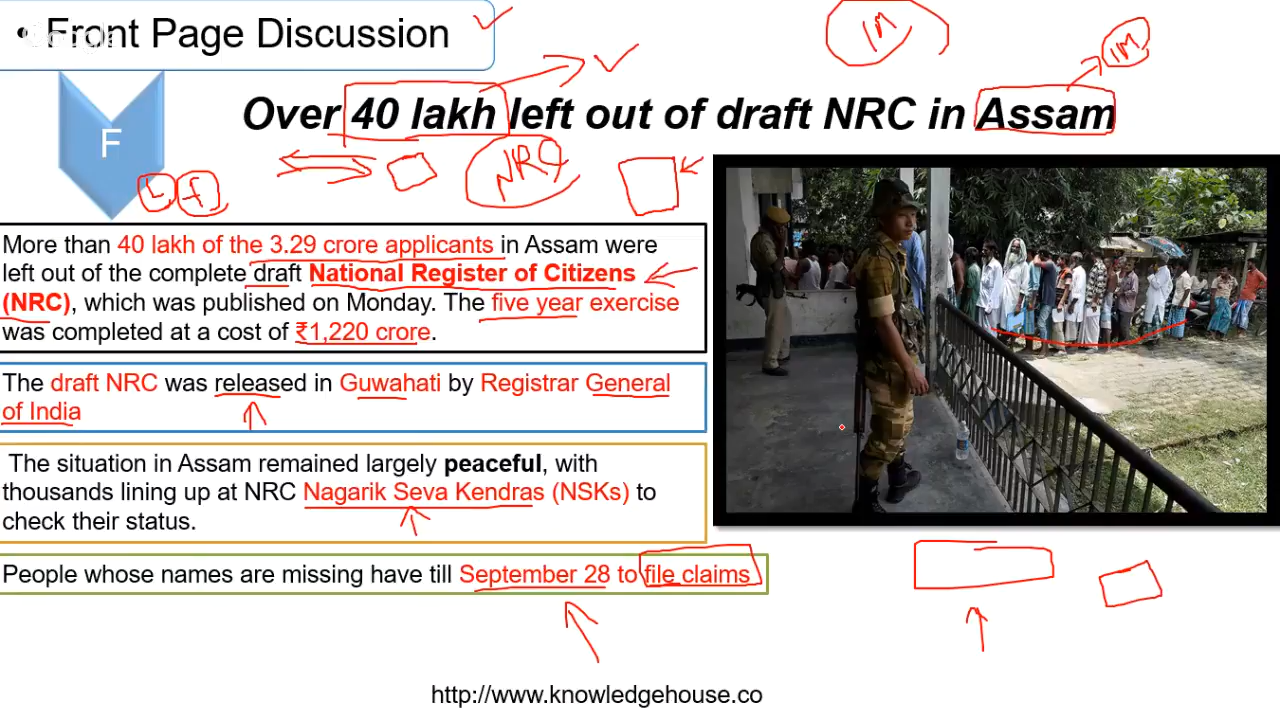 • Front Page Discussion
Google
1M
1M
F
Over 40 lakh left out of draft NRC in Assam
NRC
L f
More than 40 lakh of the 3.29 crore applicants in Assam were
left out of the complete draft National Register of Citizens
(NRC), which was published on Monday. The five year exercise
was completed at a cost of ₹1,220 crore.
The draft NRC was released in Guwahati by Registrar General
of India
The situation in Assam remained largely peaceful, with
thousands lining up at NRC Nagarik Seva Kendras (NSKs) to
check their status.
People whose names are missing have till September 28 to file claims
http://www.knowledgehouse.co